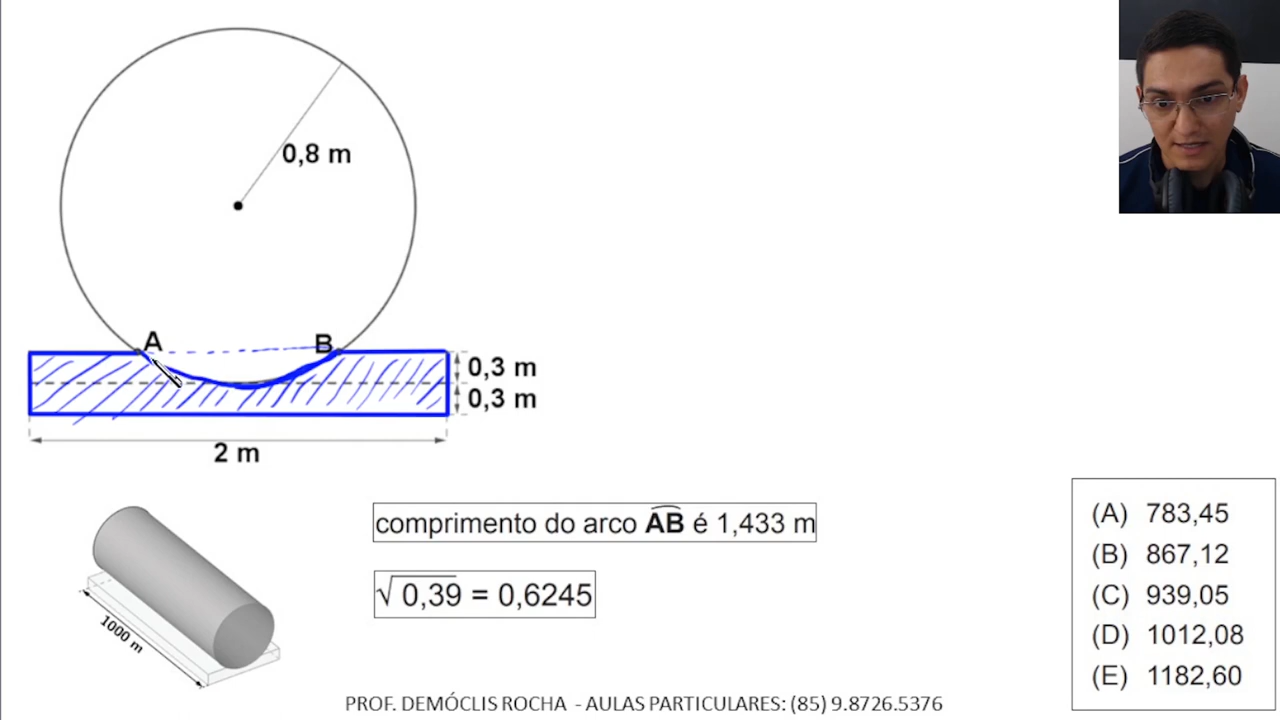 0,8 m
A
B
0,3 m
0,3 m
2 m
1000 m
comprimento do arco AB é 1,433 m
√0,39 = 0,6245
(A) 783,45
(B) 867,12
(C) 939,05
(D) 1012,08
(E) 1182,60
PROF. DEMÓCLIS ROCHA - AULAS PARTICULARES: (85) 9.8726.5376